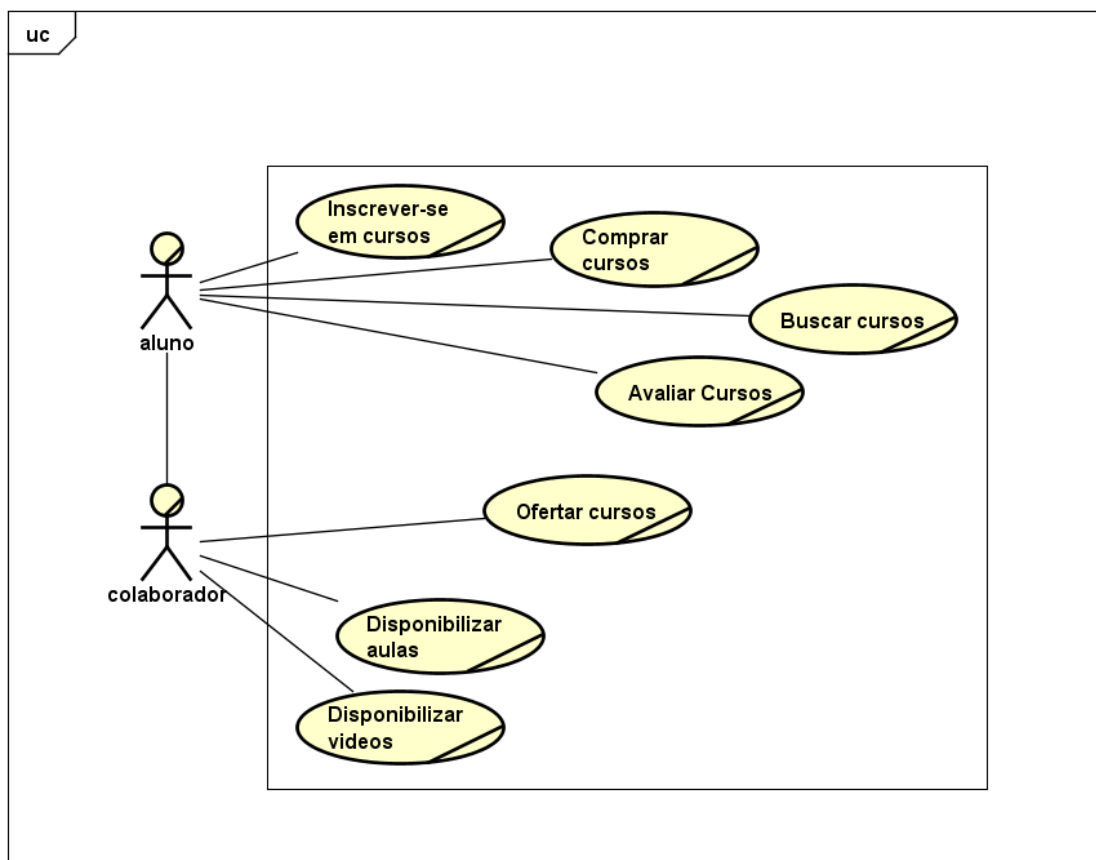 uc
Inscrever-se
em cursos
Comprar
cursos
Buscar cursos
aluno
Avaliar Cursos
Ofertar cursos
colaborador
Disponibilizar
aulas
Disponibilizar
videos